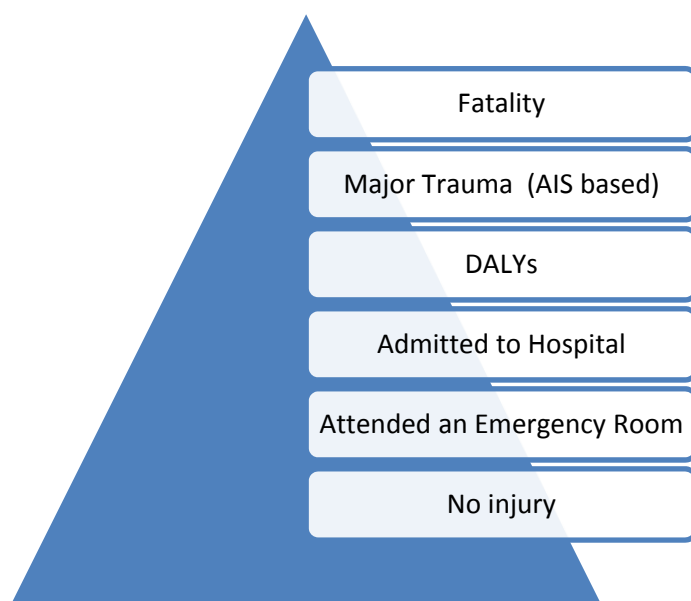 Fatality
Major Trauma (AIS based)
DALYs
Admitted to Hospital
Attended an Emergency Room
No injury